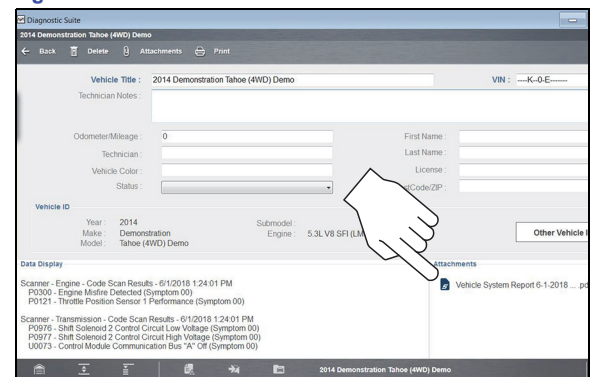 Diagnostic Suite
2014 Demonstration Tahoe (4WD) Demo
Back Delete Attachments Print
Vehicle Title : 2014 Demonstration Tahoe (4WD) Demo VIN : ----K--0-E-------
Technician Notes :
Odometer/Mileage : 0 First Name :
Technician : Last Name :
Vehicle Color : License :
Status : stCode/ZIP :
Vehicle ID
Year : 2014 Submodel :
Make : Demonstration Engine : 5.3L V8 SFI (LM Other Vehicle I
Model : Tahoe (4WD) Demo
Data Display Attachments
Scanner - Engine - Code Scan Results - 6/1/2018 1:24:01 PM Vehicle System Report 6-1-2018 ... .pd
P0300 - Engine Misfire Detected (Symptom 00)
P0121 - Throttle Position Sensor 1 Performance (Symptom 00)
Scanner - Transmission - Code Scan Results - 6/1/2018 1:24:01 PM
P0976 - Shift Solenoid 2 Control Circuit Low Voltage (Symptom 00)
P0977 - Shift Solenoid 2 Control Circuit High Voltage (Symptom 00)
U0073 - Control Module Communication Bus "A" Off (Symptom 00)
2014 Demonstration Tahoe (4WD) Demo